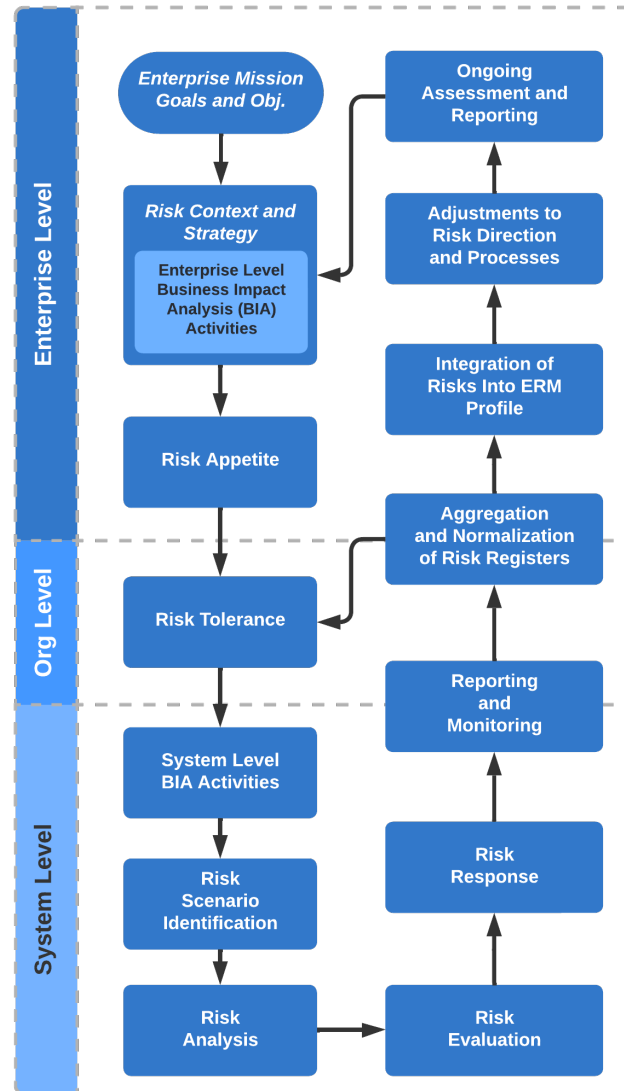 Enterprise Level
Org Level
System Level
Enterprise Mission
Goals and Obj.
Risk Context and
Strategy
Enterprise Level
Business Impact
Analysis (BIA)
Activities
Risk Appetite
Risk Tolerance
System Level
BIA Activities
Risk
Scenario
Identification
Risk
Analysis
Risk
Evaluation
Risk
Response
Reporting
and
Monitoring
Aggregation
and Normalization
of Risk Registers
Integration of
Risks Into ERM
Profile
Adjustments to
Risk Direction
and Processes
Ongoing
Assessment and
Reporting